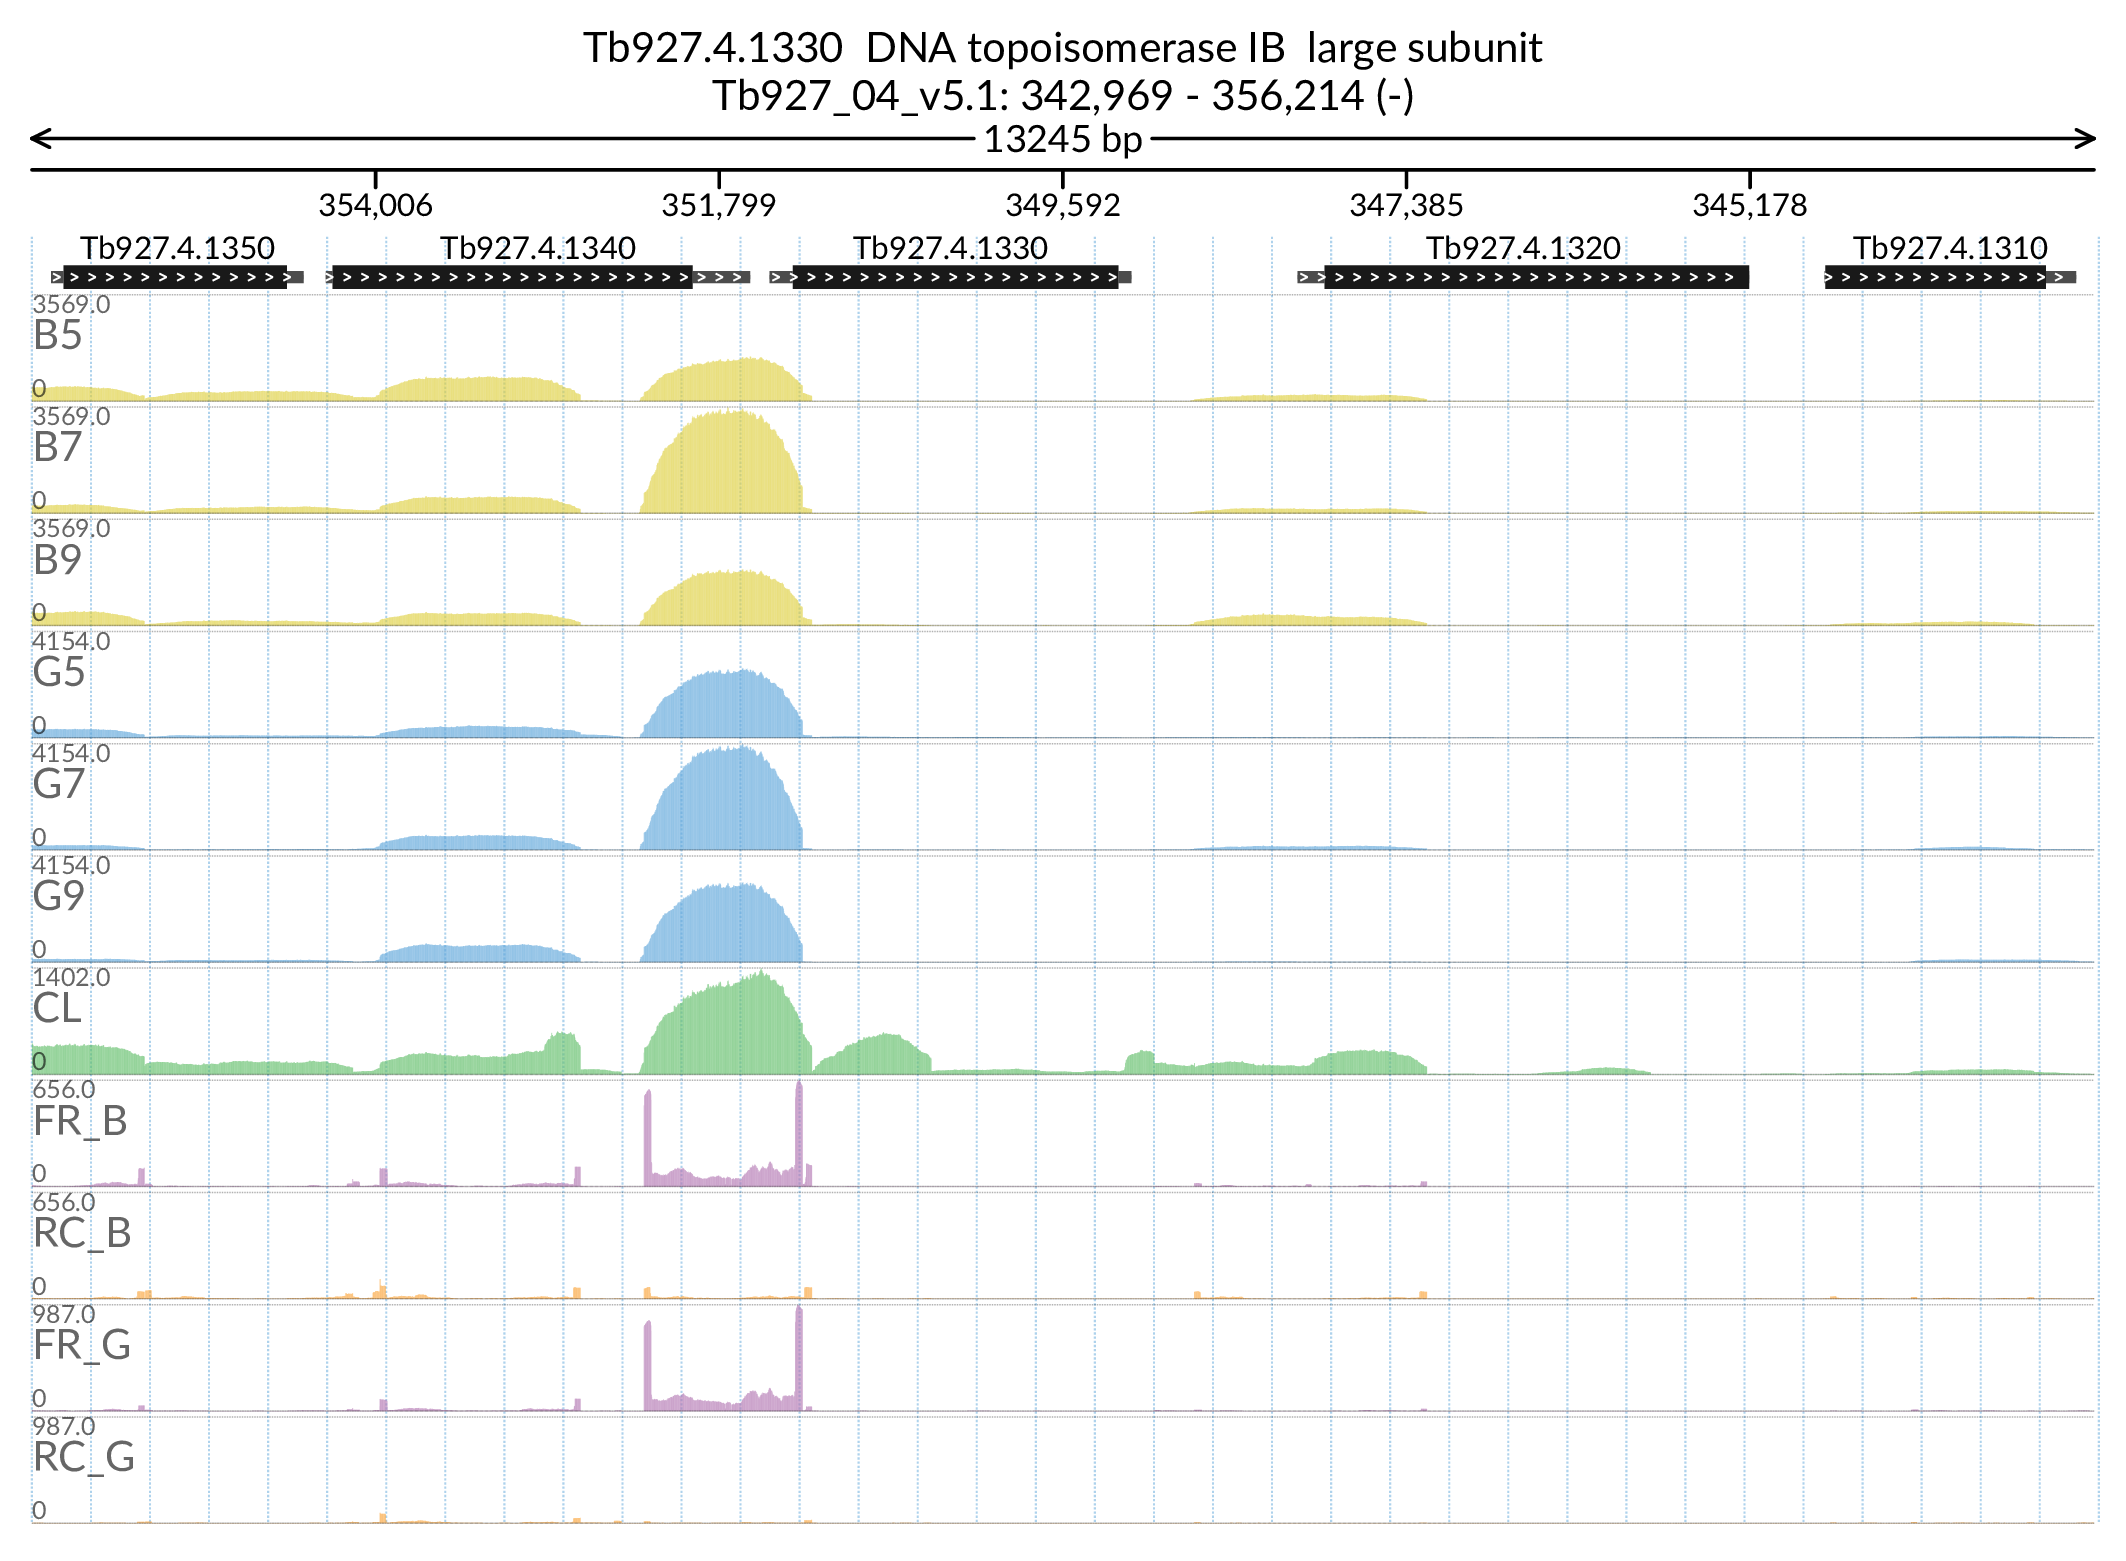 Tb927.4.1330  DNA topoisomerase IB  large subunit
Tb927_04_v5.1: 342,969 - 356,214 (-)
13245 bp
354,006 351,799 349,592 347,385 345,178
Tb927.4.1350 Tb927.4.1340 Tb927.4.1330 Tb927.4.1320 Tb927.4.1310
3569.0
B5
0
3569.0
B7
0
3569.0
B9
0
4154.0
G5
0
4154.0
G7
0
4154.0
G9
0
1402.0
CL
0
656.0
FR_B
0
656.0
RC_B
0
987.0
FR_G
0
987.0
RC_G
0